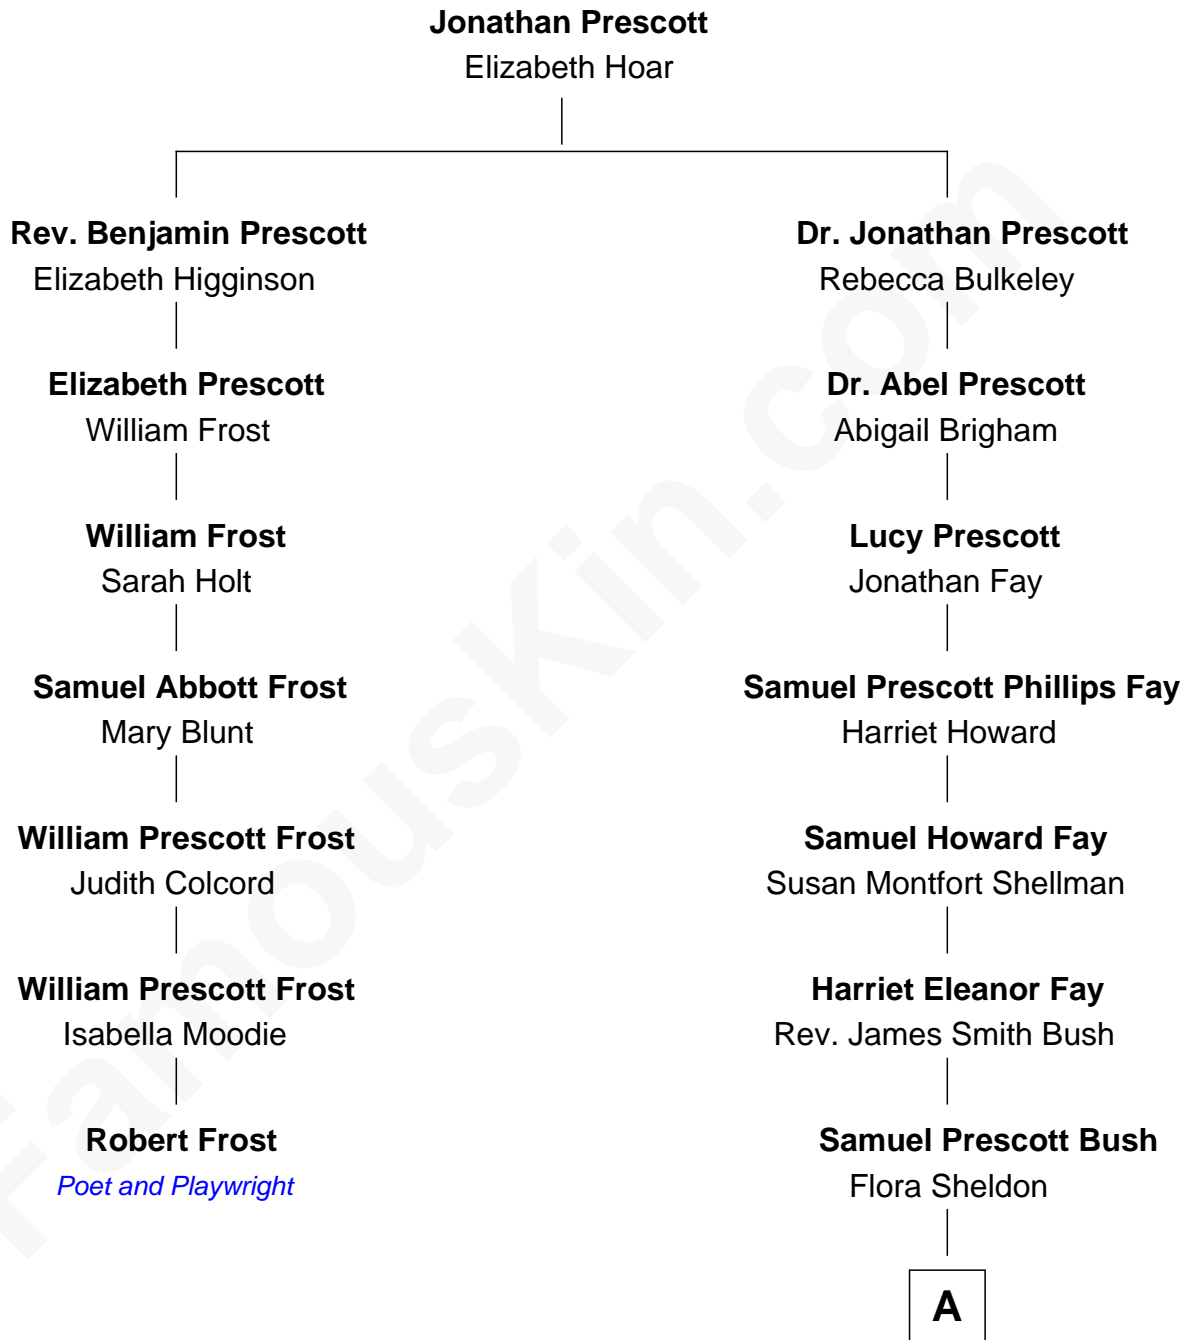 Jonathan Prescott
Elizabeth Hoar
Rev. Benjamin Prescott
Elizabeth Higginson
Dr. Jonathan Prescott
Rebecca Bulkeley
Elizabeth Prescott
William Frost
Dr. Abel Prescott
Abigail Brigham
William Frost
Sarah Holt
Lucy Prescott
Jonathan Fay
Samuel Abbott Frost
Mary Blunt
Samuel Prescott Phillips Fay
Harriet Howard
William Prescott Frost
Judith Colcord
Samuel Howard Fay
Susan Montfort Shellman
William Prescott Frost
Isabella Moodie
Harriet Eleanor Fay
Rev. James Smith Bush
Robert Frost
Poet and Playwright
Samuel Prescott Bush
Flora Sheldon
A
FamousKin.com